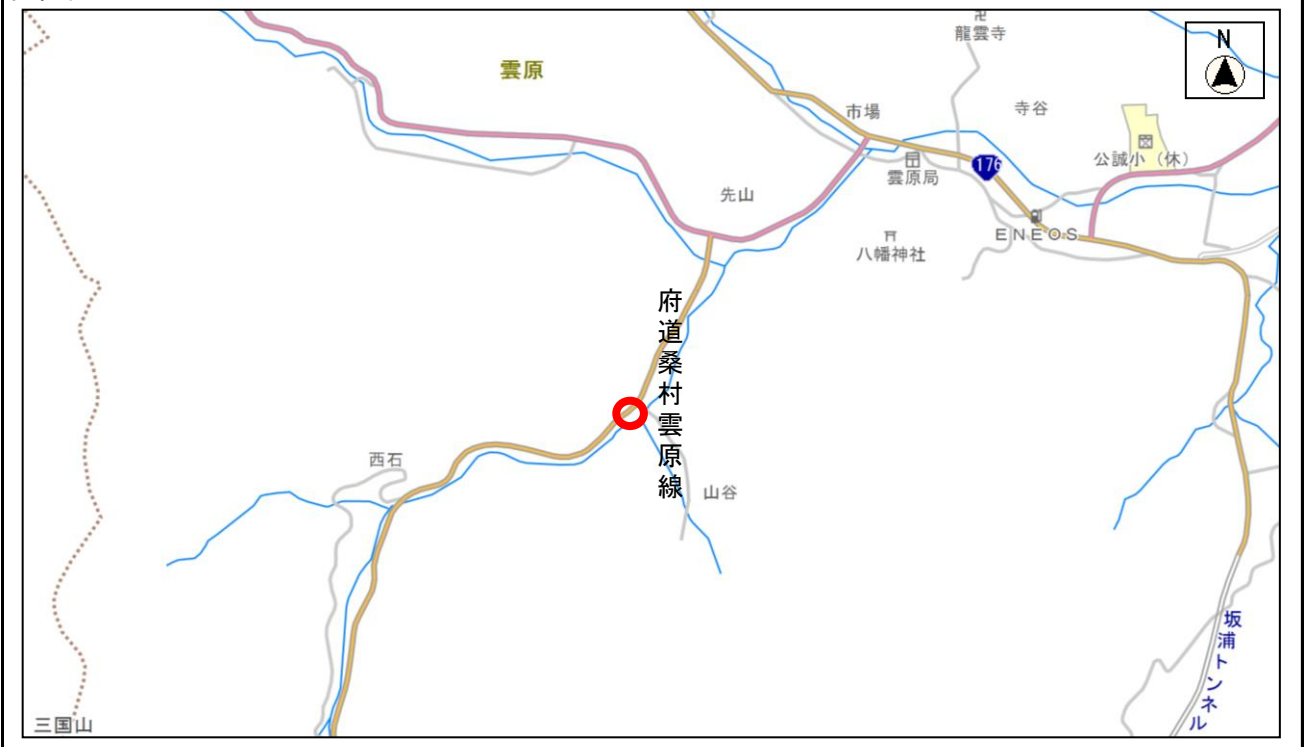 龍雲寺
N
雲原
市場
寺谷
公誠小（休）
雲原局
176
先山
八幡神社
ENEOS
府道桑村雲原線
西石
山谷
坂浦トンネル
三国山